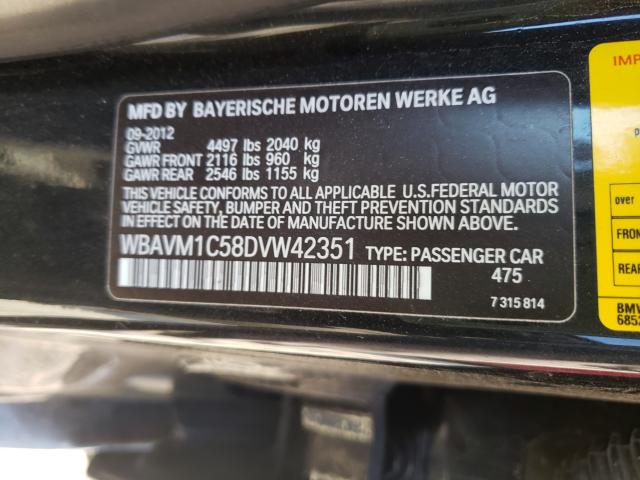 MFD BY BAYERISCHE MOTOREN WERKE AG
09-2012
GVWR 4497 lbs 2040 kg
GAWR FRONT 2116 lbs 960 kg
GAWR REAR 2546 lbs 1155 kg
THIS VEHICLE CONFORMS TO ALL APPLICABLE U.S.FEDERAL MOTOR
VEHICLE SAFETY, BUMPER AND THEFT PREVENTION STANDARDS
IN EFFECT ON THE DATE OF MANUFACTURE SHOWN ABOVE.
WBAVM1C58DVW42351 TYPE: PASSENGER CAR
475
7 315 814
IMP
p
over
FRON
REAR
BMW
685